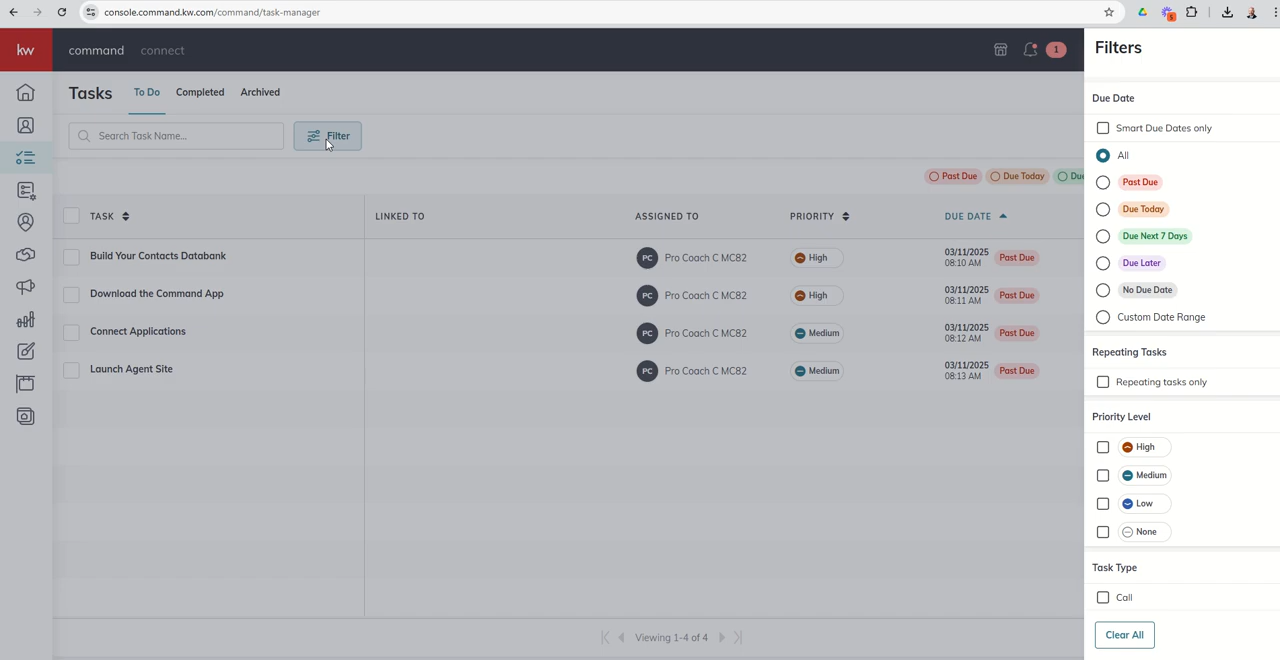 console.command.kw.com/command/task-manager
5
kw
command
connect
1
Tasks
To Do
Completed
Archived
Search Task Name...
Filter
Past Due
Due Today
Due
TASK
LINKED TO
ASSIGNED TO
PRIORITY
DUE DATE
Build Your Contacts Databank
PC
Pro Coach C MC82
High
03/11/2025
08:10 AM
Past Due
Download the Command App
PC
Pro Coach C MC82
High
03/11/2025
08:11 AM
Past Due
Connect Applications
PC
Pro Coach C MC82
Medium
03/11/2025
08:12 AM
Past Due
Launch Agent Site
PC
Pro Coach C MC82
Medium
03/11/2025
08:13 AM
Past Due
Viewing 1-4 of 4
Filters
Due Date
Smart Due Dates only
All
Past Due
Due Today
Due Next 7 Days
Due Later
No Due Date
Custom Date Range
Repeating Tasks
Repeating tasks only
Priority Level
High
Medium
Low
None
Task Type
Call
Clear All